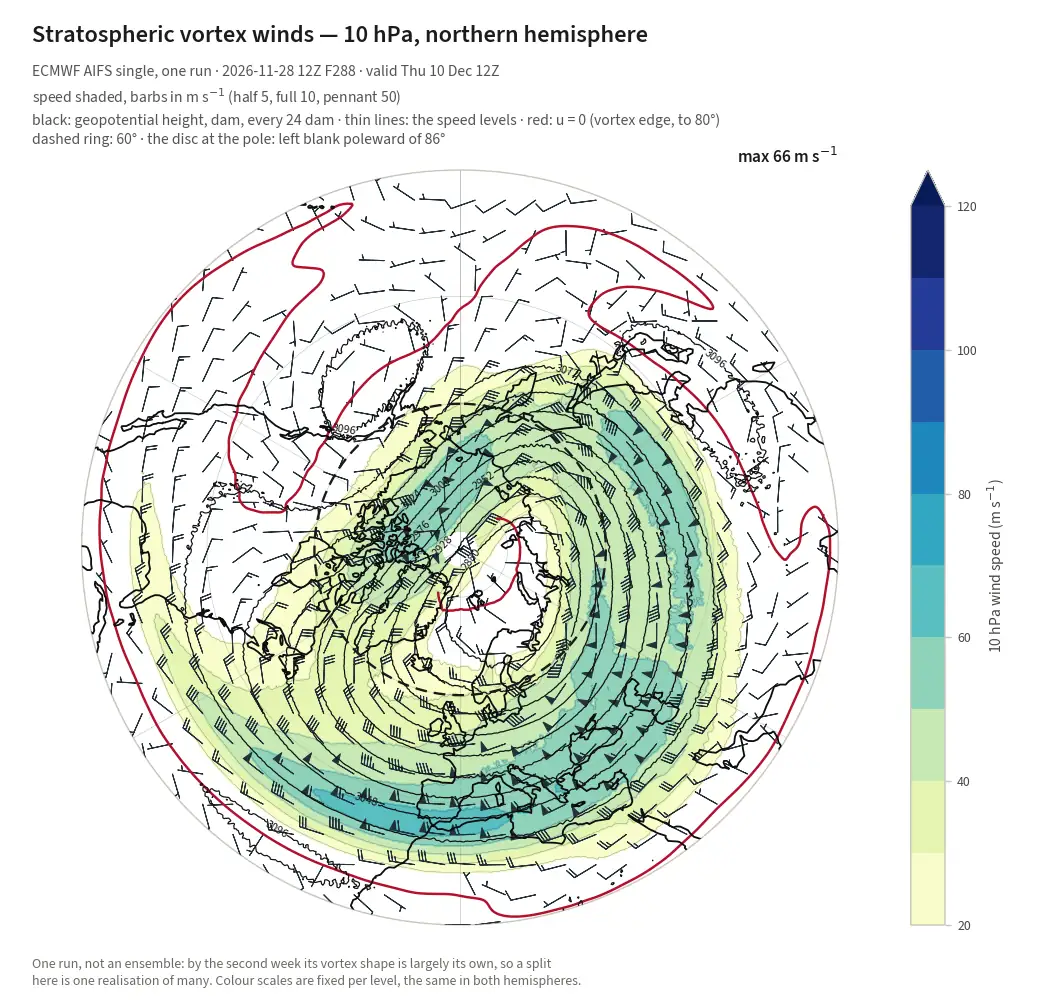 Stratospheric vortex winds — 10 hPa, northern hemisphere
ECMWF AIFS single, one run · 2026-11-28 12Z F288 · valid Thu 10 Dec 12Z
speed shaded, barbs in m s⁻¹ (half 5, full 10, pennant 50)
black: geopotential height, dam, every 24 dam · thin lines: the speed levels · red: u = 0 (vortex edge, to 80°)
dashed ring: 60° · the disc at the pole: left blank poleward of 86°
max 66 m s⁻¹
120
100
80
60
40
20
10 hPa wind speed (m s⁻¹)
3096
3096
2976
2928
3048
3096
One run, not an ensemble: by the second week its vortex shape is largely its own, so a split
here is one realisation of many. Colour scales are fixed per level, the same in both hemispheres.